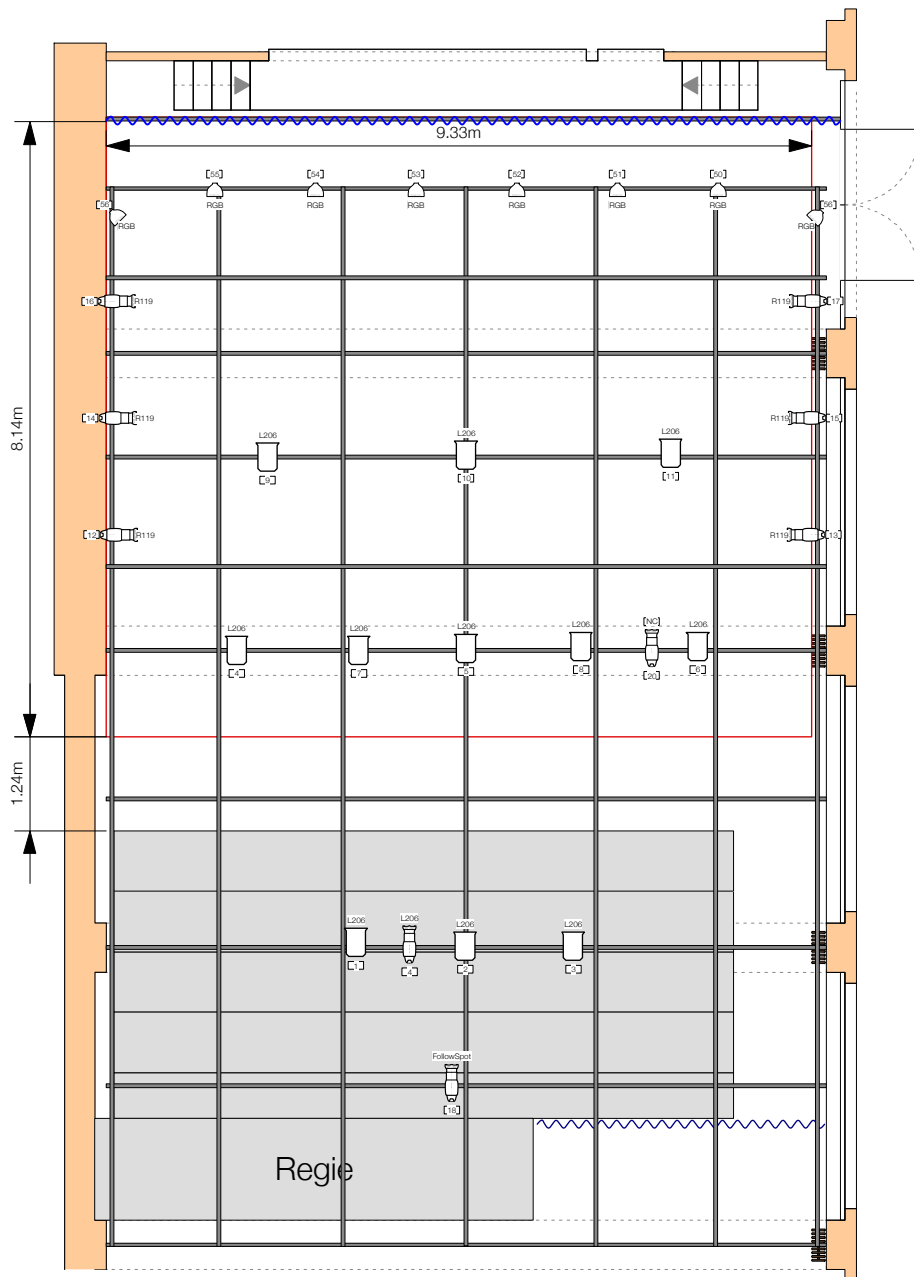 9.33m
[55] [54] [53] [52] [51] [50]
RGB RGB RGB RGB RGB RGB
[56] [56]
RGB RGB
[16] R119 R119 [17]
8.14m
[14] R119 R119 [15]
L206 L206 L206
[9] [10] [11]
[12] R119 R119 [13]
L206 L206 L206 L206 [NC] L206
[4] [7] [5] [8] [20] [6]
1.24m
L206 L206 L206 L206
[1] [4] [2] [3]
FollowSpot
[18]
Regie